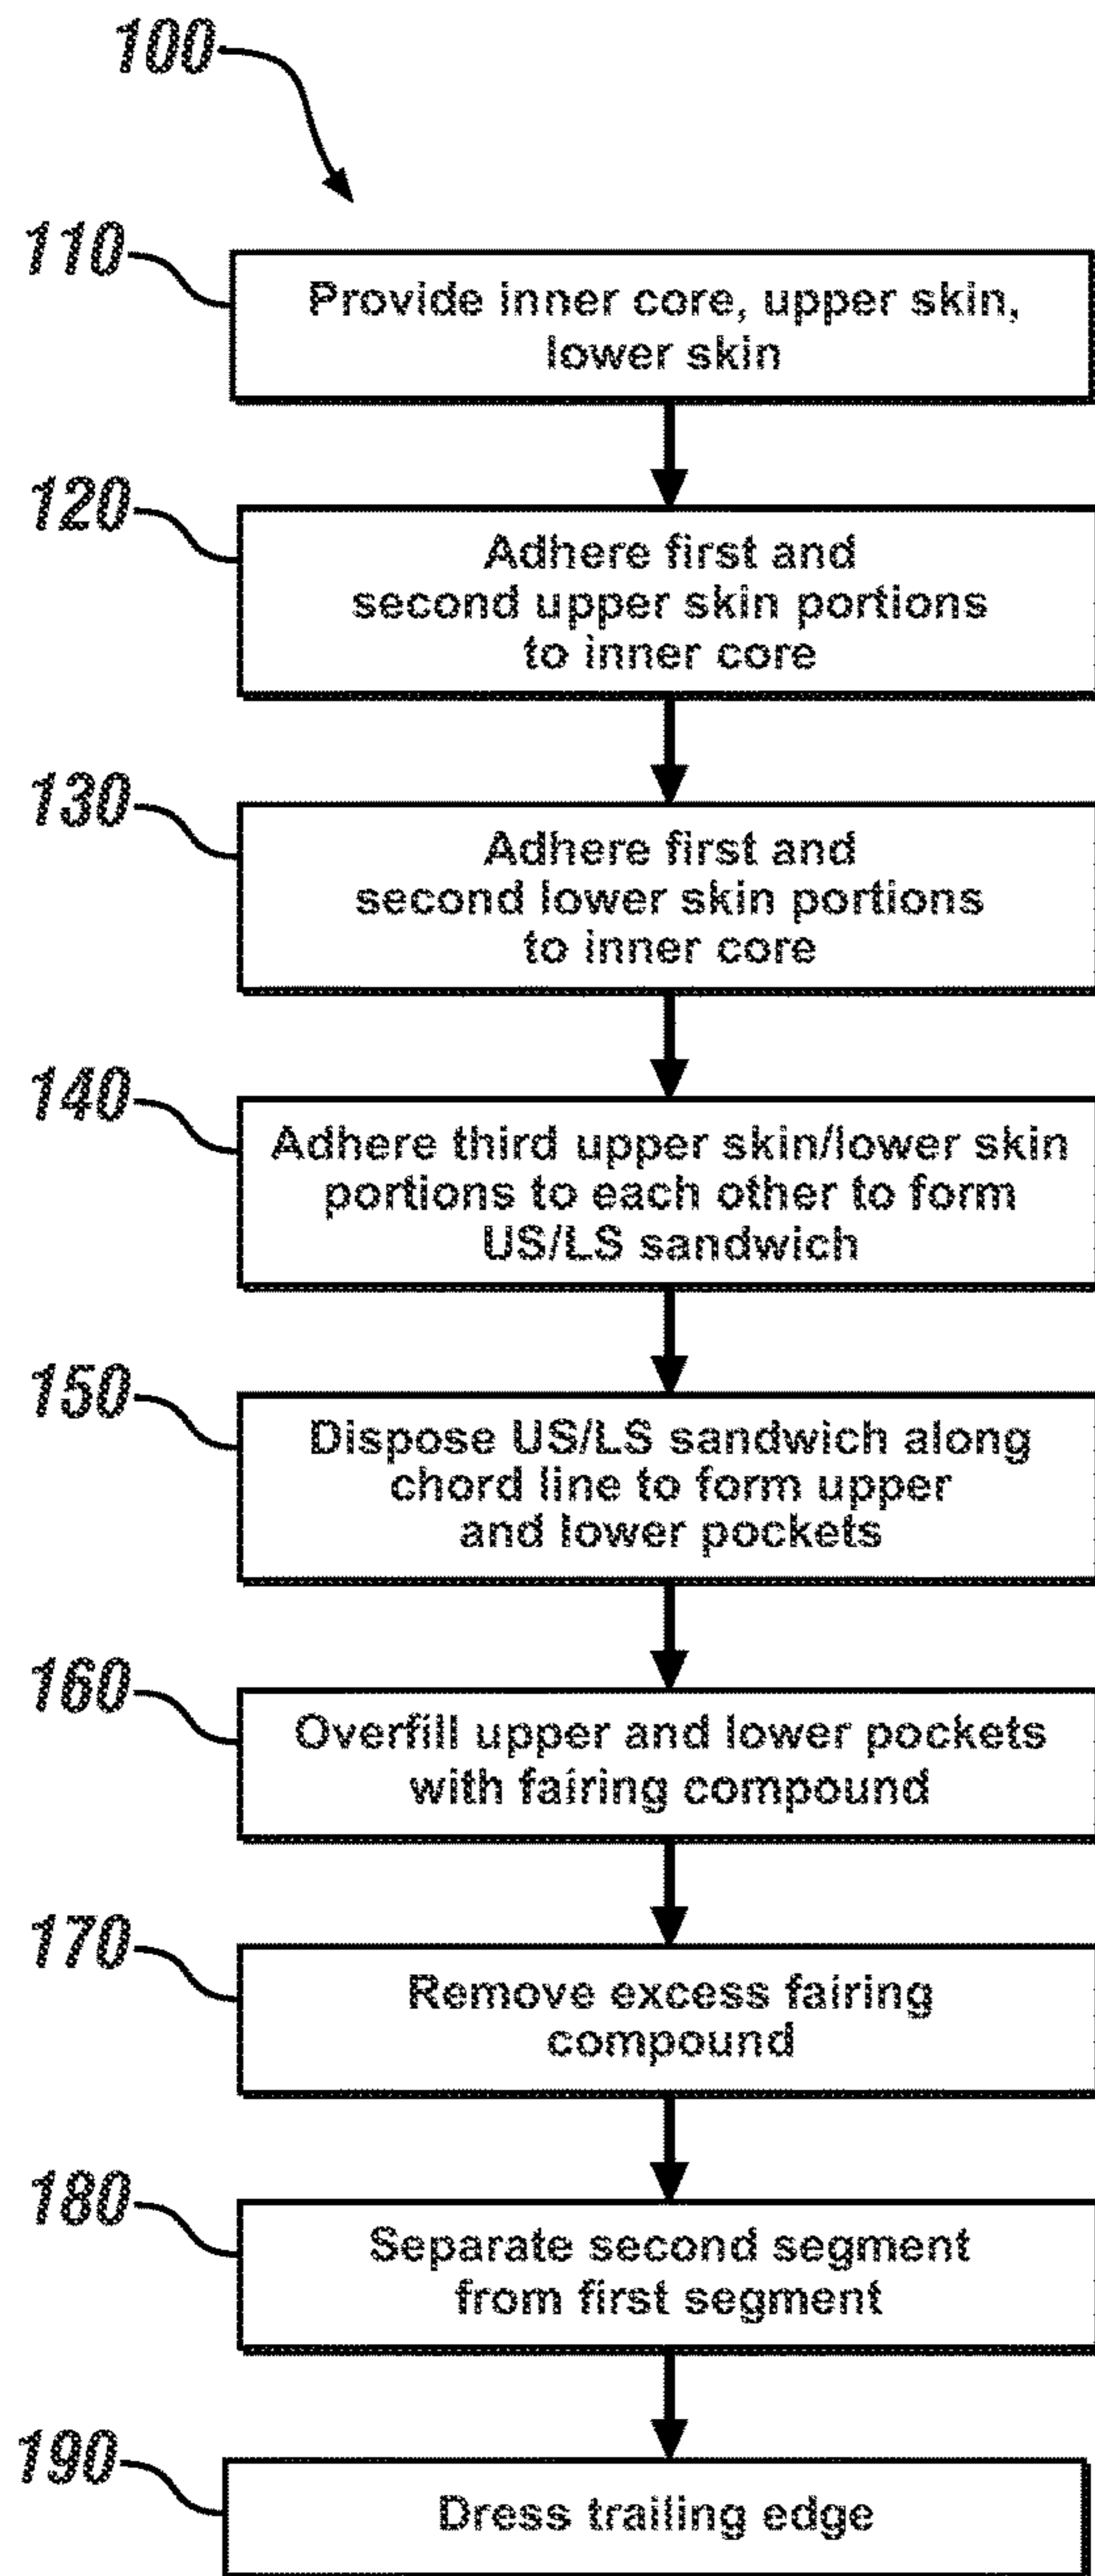 100
110
Provide inner core, upper skin,
lower skin
120
Adhere first and
second upper skin portions
to inner core
130
Adhere first and
second lower skin portions
to inner core
140
Adhere third upper skin/lower skin
portions to each other to form
US/LS sandwich
150
Dispose US/LS sandwich along
chord line to form upper
and lower pockets
160
Overfill upper and lower pockets
with fairing compound
170
Remove excess fairing
compound
180
Separate second segment
from first segment
190
Dress trailing edge